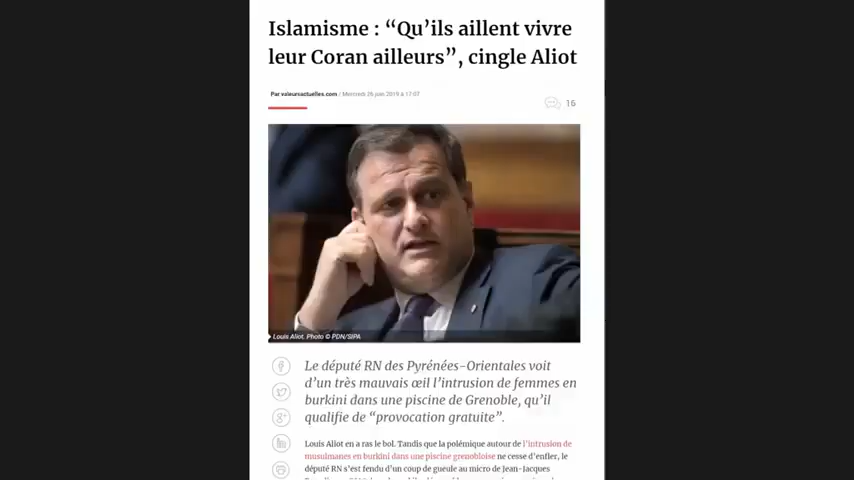 Islamisme : “Qu’ils aillent vivre
leur Coran ailleurs”, cingle Aliot
Par valeursactuelles.com / Mercredi 26 juin 2019 à 17:07
16
Louis Aliot. Photo © PDN/SIPA
Le député RN des Pyrénées-Orientales voit
d’un très mauvais œil l’intrusion de femmes en
burkini dans une piscine de Grenoble, qu’il
qualifie de “provocation gratuite”.
Louis Aliot en a ras le bol. Tandis que la polémique autour de l’intrusion de
musulmanes en burkini dans une piscine grenobloise ne cesse d’enfler, le
député RN s’est fendu d’un coup de gueule au micro de Jean-Jacques